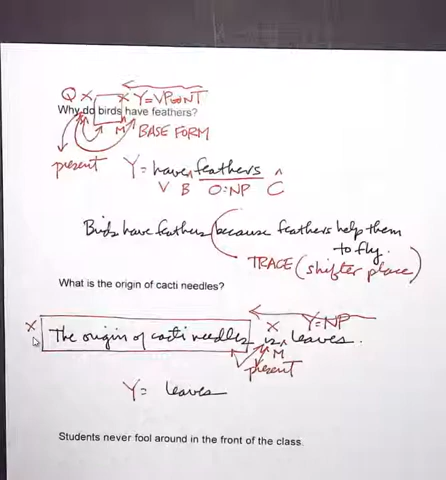 Q X X Y=VPØNT
Why do birds have feathers?
M BASE FORM
present Y= have feathers ^
V B O:NP C
Birds have feathers (because feathers help them
to fly.
TRACE (shifter place)
What is the origin of cacti needles?
X X Y=NP
The origin of cacti needles is leaves.
M
present
Y= leaves
Students never fool around in the front of the class.